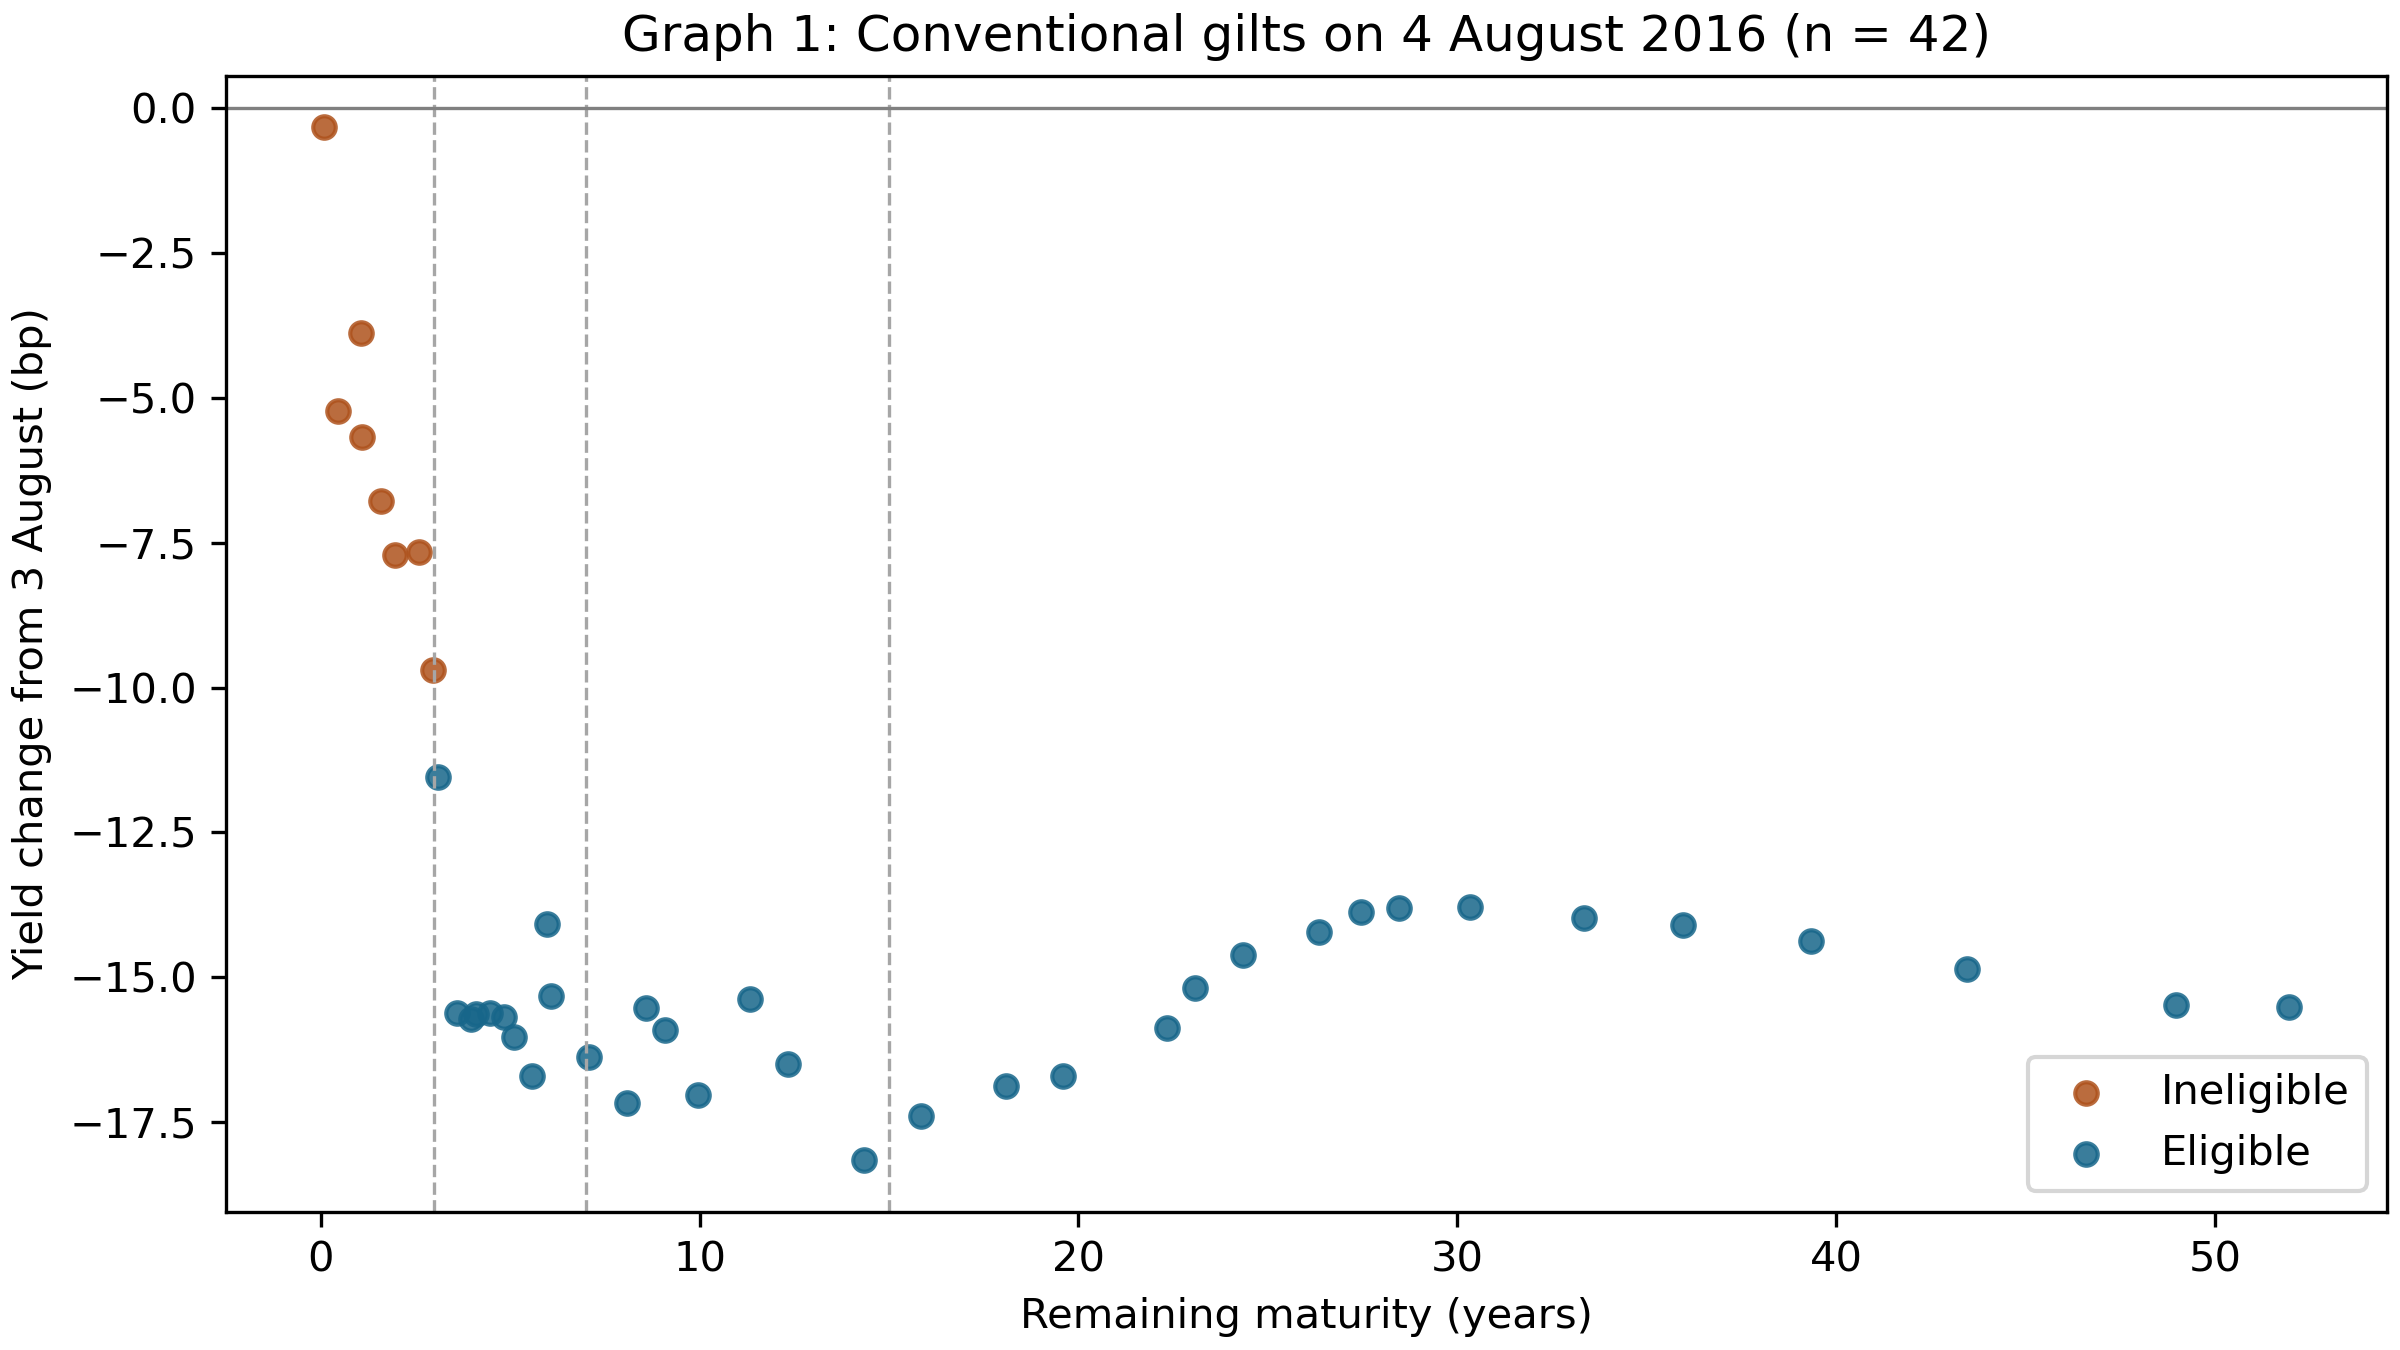 Graph 1: Conventional gilts on 4 August 2016 (n = 42)
Yield change from 3 August (bp)
0.0
−2.5
−5.0
−7.5
−10.0
−12.5
−15.0
−17.5
0 10 20 30 40 50
Remaining maturity (years)
Ineligible
Eligible